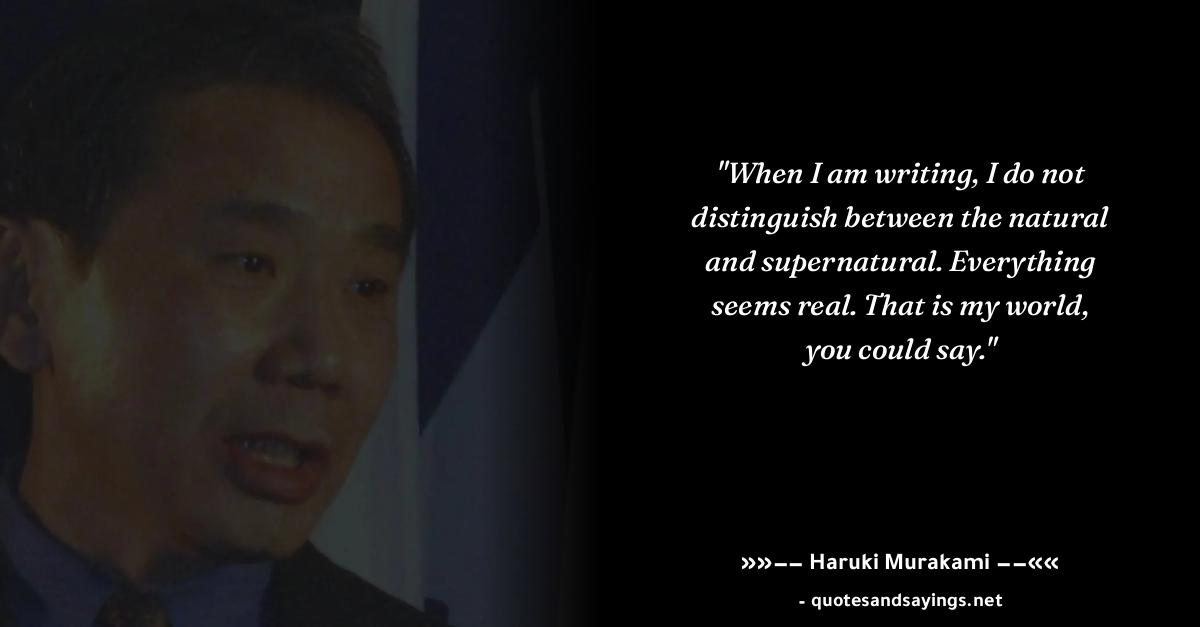 "When I am writing, I do not
distinguish between the natural
and supernatural. Everything
seems real. That is my world,
you could say."
»»–– Haruki Murakami ––««
- quotesandsayings.net